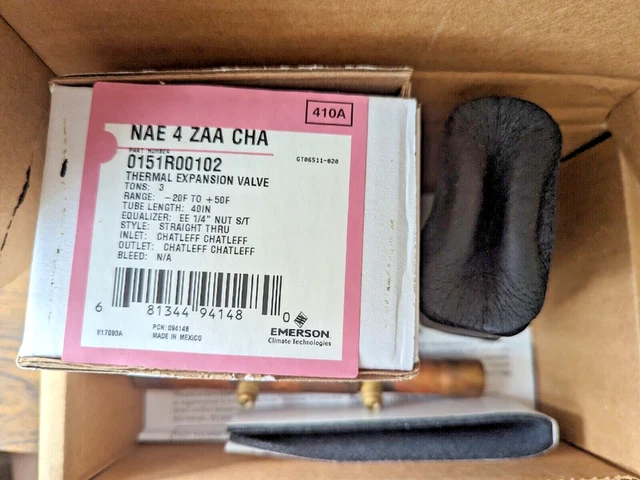 410A
NAE 4 ZAA CHA
PART NUMBER
0151R00102
GT06511-020
THERMAL EXPANSION VALVE
TONS: 3
RANGE: -20F TO +50F
TUBE LENGTH: 40IN
EQUALIZER: EE 1/4" NUT S/T
STYLE: STRAIGHT THRU
INLET: CHATLEFF CHATLEFF
OUTLET: CHATLEFF CHATLEFF
BLEED: N/A
6 81344 94148 0
PCN: 094148
MADE IN MEXICO
EMERSON
Climate Technologies